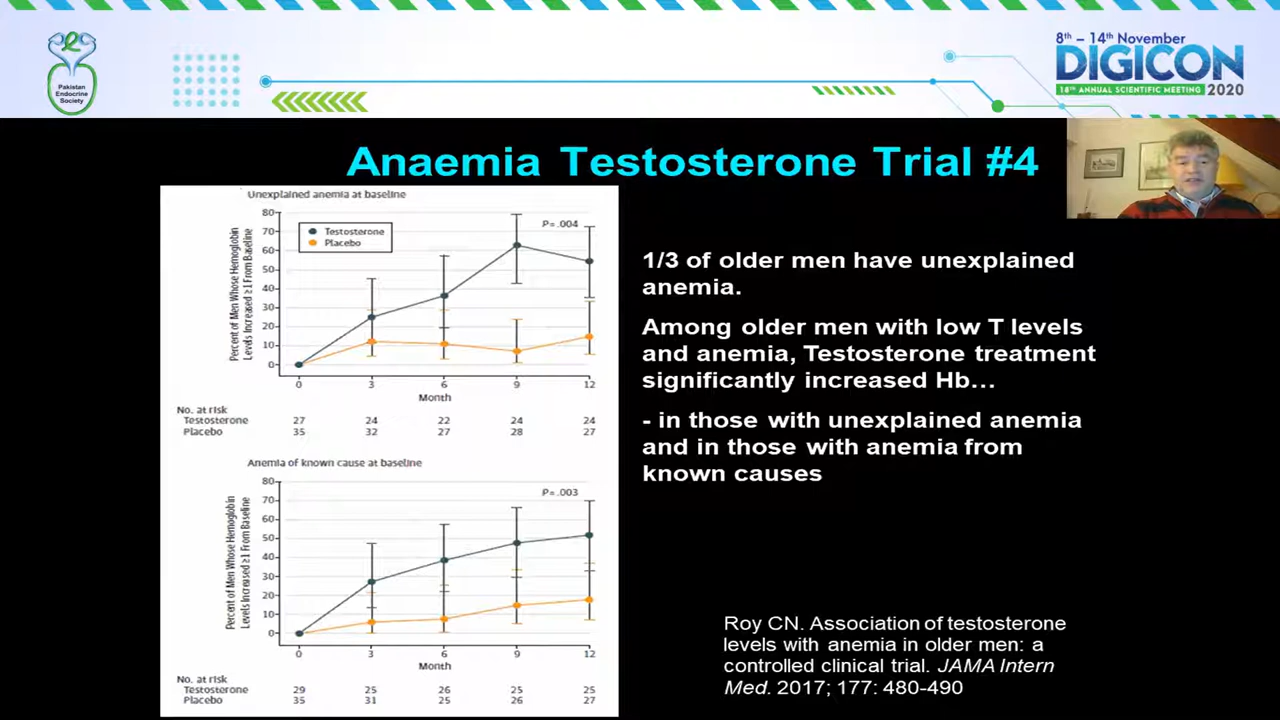 Pakistan
Endocrine
Society
8th – 14th November
DIGICON
18TH ANNUAL SCIENTIFIC MEETING 2020
Anaemia Testosterone Trial #4
Unexplained anemia at baseline
Percent of Men Whose Hemoglobin
Levels Increased ≥1 From Baseline
80
70
60
50
40
30
20
10
0
Testosterone
Placebo
P=.004
0 3 6 9 12
Month
No. at risk
Testosterone 27 24 22 24 24
Placebo 35 32 27 28 27
Anemia of known cause at baseline
Percent of Men Whose Hemoglobin
Levels Increased ≥1 From Baseline
80
70
60
50
40
30
20
10
0
P=.003
0 3 6 9 12
Month
No. at risk
Testosterone 29 25 26 25 25
Placebo 35 31 25 26 27
1/3 of older men have unexplained
anemia.
Among older men with low T levels
and anemia, Testosterone treatment
significantly increased Hb…
- in those with unexplained anemia
and in those with anemia from
known causes
Roy CN. Association of testosterone
levels with anemia in older men: a
controlled clinical trial. JAMA Intern
Med. 2017; 177: 480-490